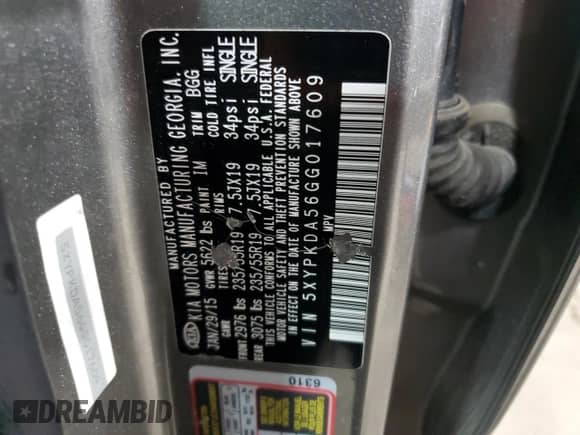 MANUFACTURED BY
KIA KIA MOTORS MANUFACTURING GEORGIA, INC.
JAN/29/15 GVWR 5622 lbs PAINT IM TRIM BGG
GAWR TIRES RIMS COLD TIRE INFL
FRONT 2976 lbs 235/55R19 7.5JX19 34psi SINGLE
REAR 3075 lbs 235/55R19 7.5JX19 34psi SINGLE
THIS VEHICLE CONFORMS TO ALL APPLICABLE U.S.A. FEDERAL
MOTOR VEHICLE SAFETY AND THEFT PREVENTION STANDARDS
IN EFFECT ON THE DATE OF MANUFACTURE SHOWN ABOVE
VIN 5XYPKDA56GG017609
MPV
6310
DREAMBID